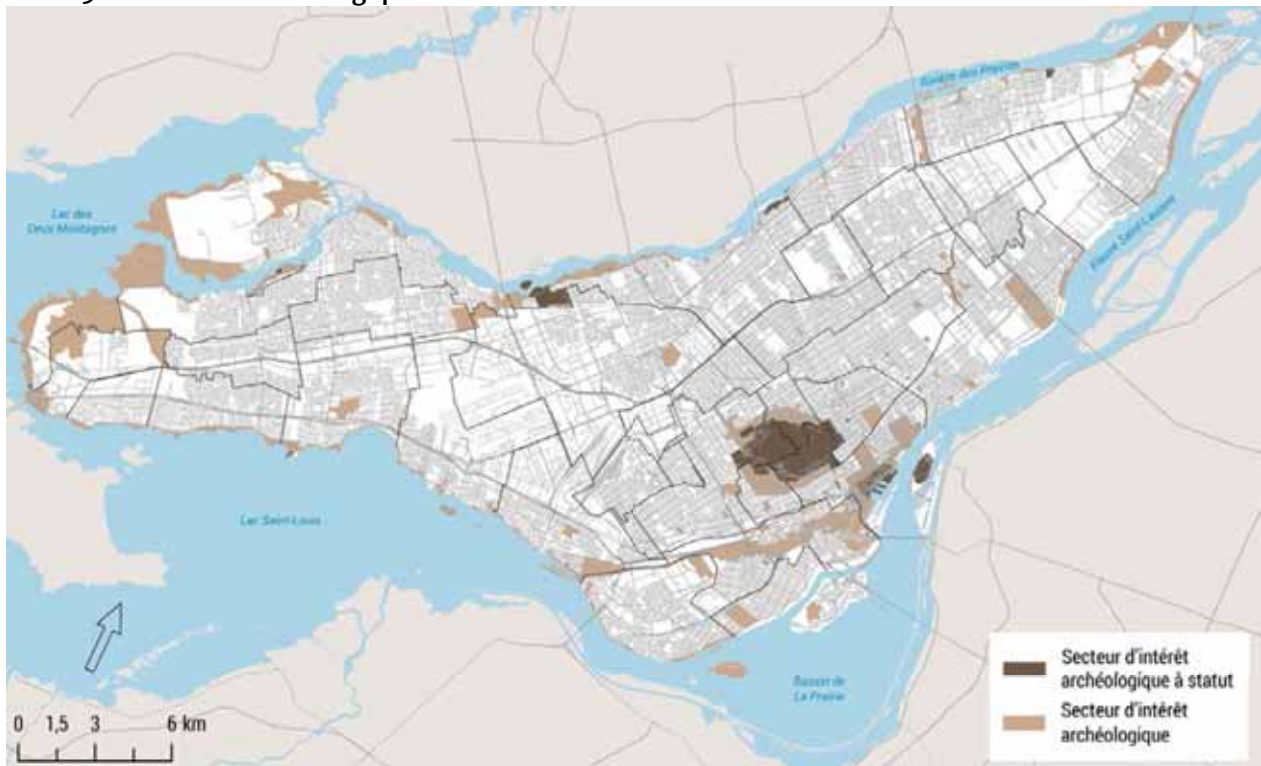 Rivière des Prairies
Lac des
Deux Montagnes
Fleuve Saint-Laurent
Lac Saint-Louis
Bassin de
La Prairie
Secteur d'intérêt
archéologique à statut
Secteur d'intérêt
archéologique
0 1,5 3 6 km